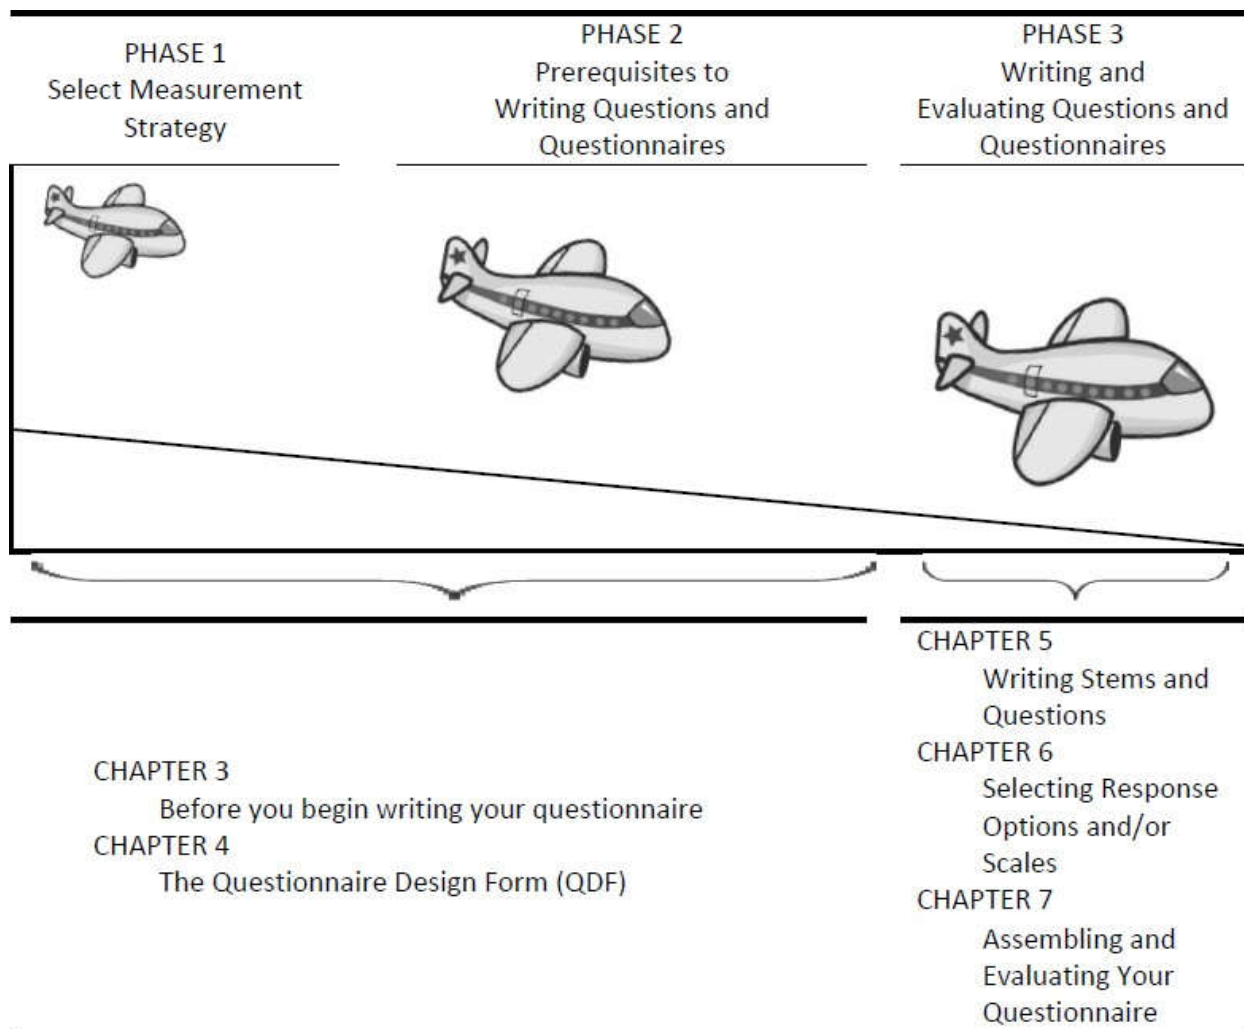 PHASE 1
Select Measurement
Strategy
PHASE 2
Prerequisites to
Writing Questions and
Questionnaires
PHASE 3
Writing and
Evaluating Questions and
Questionnaires
CHAPTER 3
Before you begin writing your questionnaire
CHAPTER 4
The Questionnaire Design Form (QDF)
CHAPTER 5
Writing Stems and
Questions
CHAPTER 6
Selecting Response
Options and/or
Scales
CHAPTER 7
Assembling and
Evaluating Your
Questionnaire